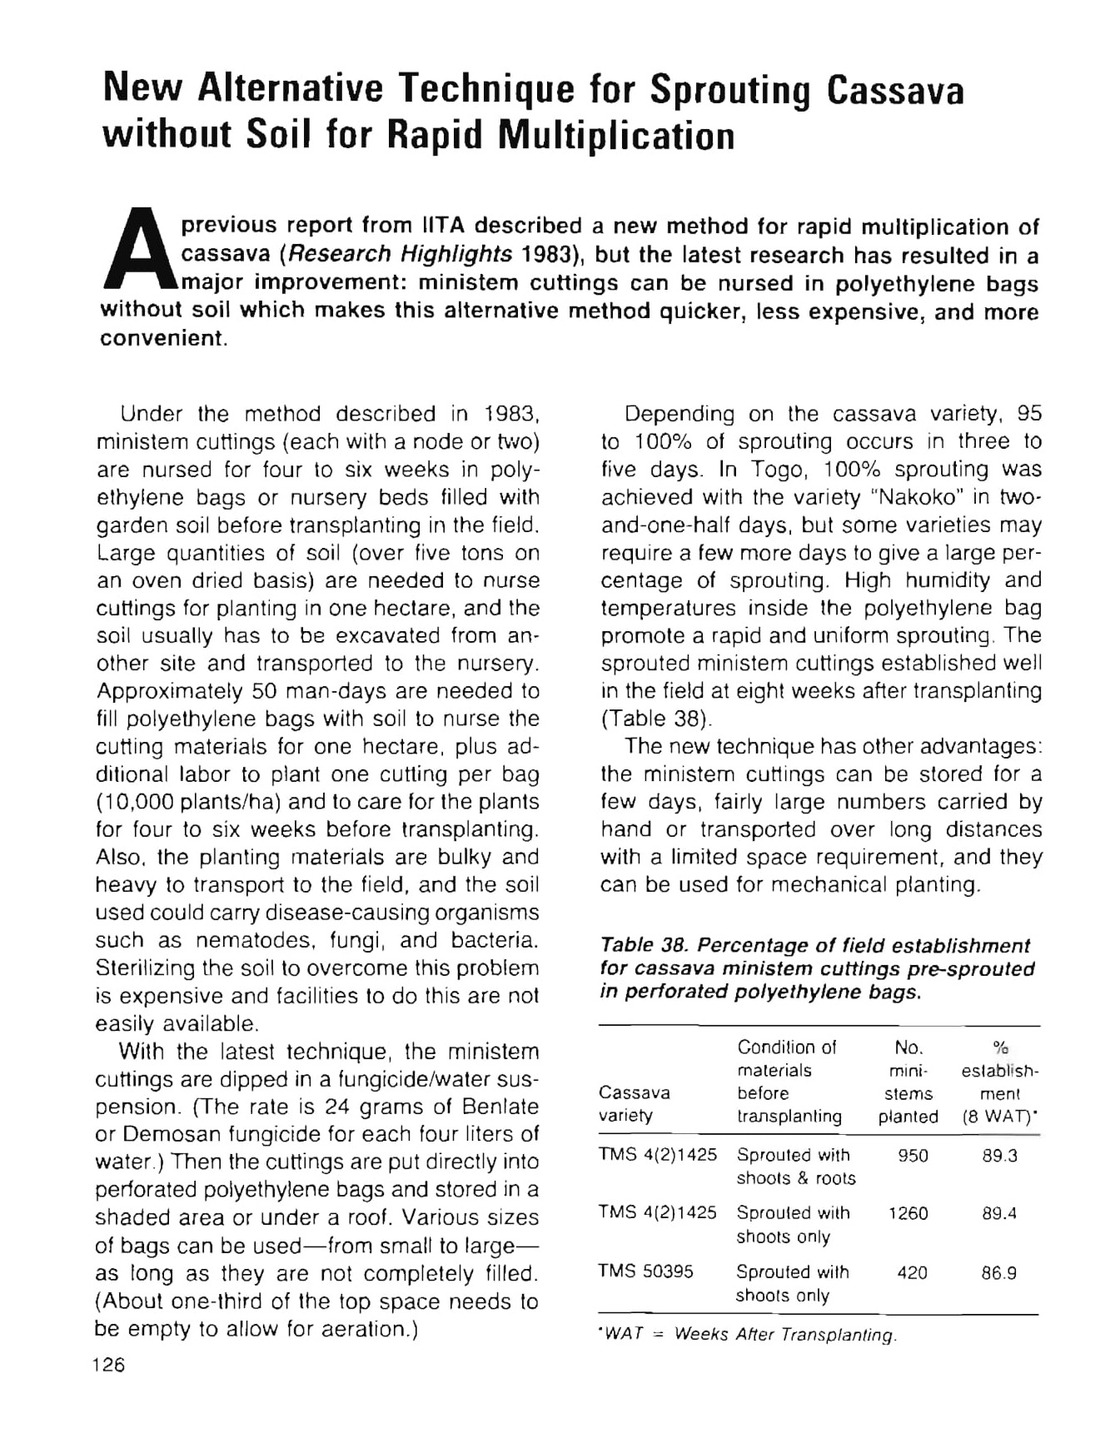 New Alternative Technique for Sprouting Cassava
without Soil for Rapid Multiplication
A previous report from IITA described a new method for rapid multiplication of
cassava (Research Highlights 1983), but the latest research has resulted in a
major improvement: ministem cuttings can be nursed in polyethylene bags
without soil which makes this alternative method quicker, less expensive, and more
convenient.
Under the method described in 1983,
ministem cuttings (each with a node or two)
are nursed for four to six weeks in poly-
ethylene bags or nursery beds filled with
garden soil before transplanting in the field.
Large quantities of soil (over five tons on
an oven dried basis) are needed to nurse
cuttings for planting in one hectare, and the
soil usually has to be excavated from an-
other site and transported to the nursery.
Approximately 50 man-days are needed to
fill polyethylene bags with soil to nurse the
cutting materials for one hectare, plus ad-
ditional labor to plant one cutting per bag
(10,000 plants/ha) and to care for the plants
for four to six weeks before transplanting.
Also, the planting materials are bulky and
heavy to transport to the field, and the soil
used could carry disease-causing organisms
such as nematodes, fungi, and bacteria.
Sterilizing the soil to overcome this problem
is expensive and facilities to do this are not
easily available.
With the latest technique, the ministem
cuttings are dipped in a fungicide/water sus-
pension. (The rate is 24 grams of Benlate
or Demosan fungicide for each four liters of
water.) Then the cuttings are put directly into
perforated polyethylene bags and stored in a
shaded area or under a roof. Various sizes
of bags can be used—from small to large—
as long as they are not completely filled.
(About one-third of the top space needs to
be empty to allow for aeration.)
126
Depending on the cassava variety, 95
to 100% of sprouting occurs in three to
five days. In Togo, 100% sprouting was
achieved with the variety "Nakoko" in two-
and-one-half days, but some varieties may
require a few more days to give a large per-
centage of sprouting. High humidity and
temperatures inside the polyethylene bag
promote a rapid and uniform sprouting. The
sprouted ministem cuttings established well
in the field at eight weeks after transplanting
(Table 38).
The new technique has other advantages:
the ministem cuttings can be stored for a
few days, fairly large numbers carried by
hand or transported over long distances
with a limited space requirement, and they
can be used for mechanical planting.
Table 38. Percentage of field establishment
for cassava ministem cuttings pre-sprouted
in perforated polyethylene bags.
Condition of No. %
materials mini- establish-
Cassava before stems ment
variety transplanting planted (8 WAT)*
TMS 4(2)1425 Sprouted with 950 89.3
shoots & roots
TMS 4(2)1425 Sprouted with 1260 89.4
shoots only
TMS 50395 Sprouted with 420 86.9
shoots only
*WAT = Weeks After Transplanting.